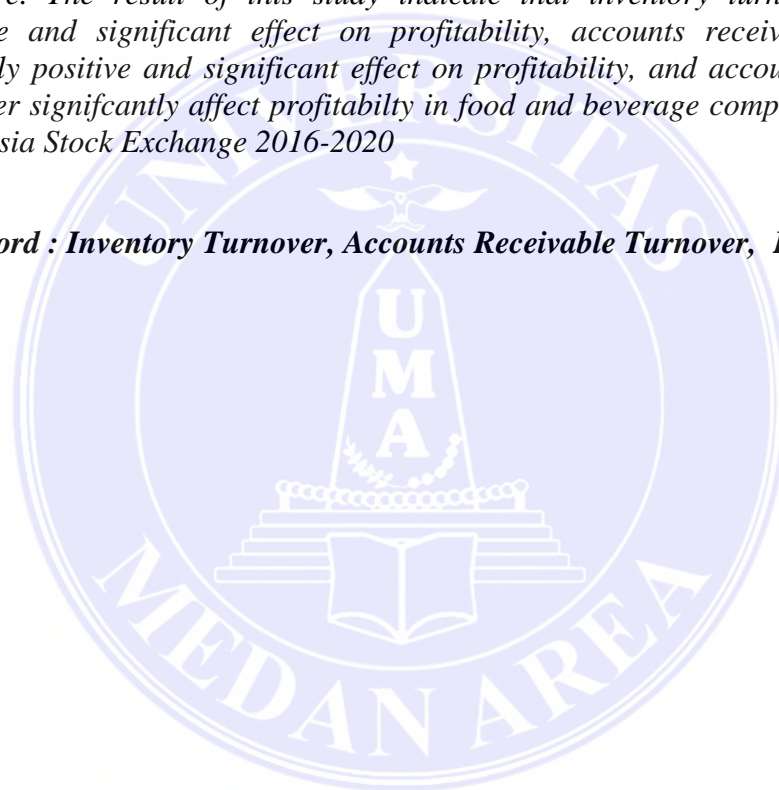 The result of this study indicate that inventory turn
e and significant effect on profitability, accounts receiv
ly positive and significant effect on profitability, and accou
er signifcantly affect profitabilty in food and beverage comp
sia Stock Exchange 2016-2020
ord : Inventory Turnover, Accounts Receivable Turnover,
UNIVERSITAS
UMA
MEDAN AREA